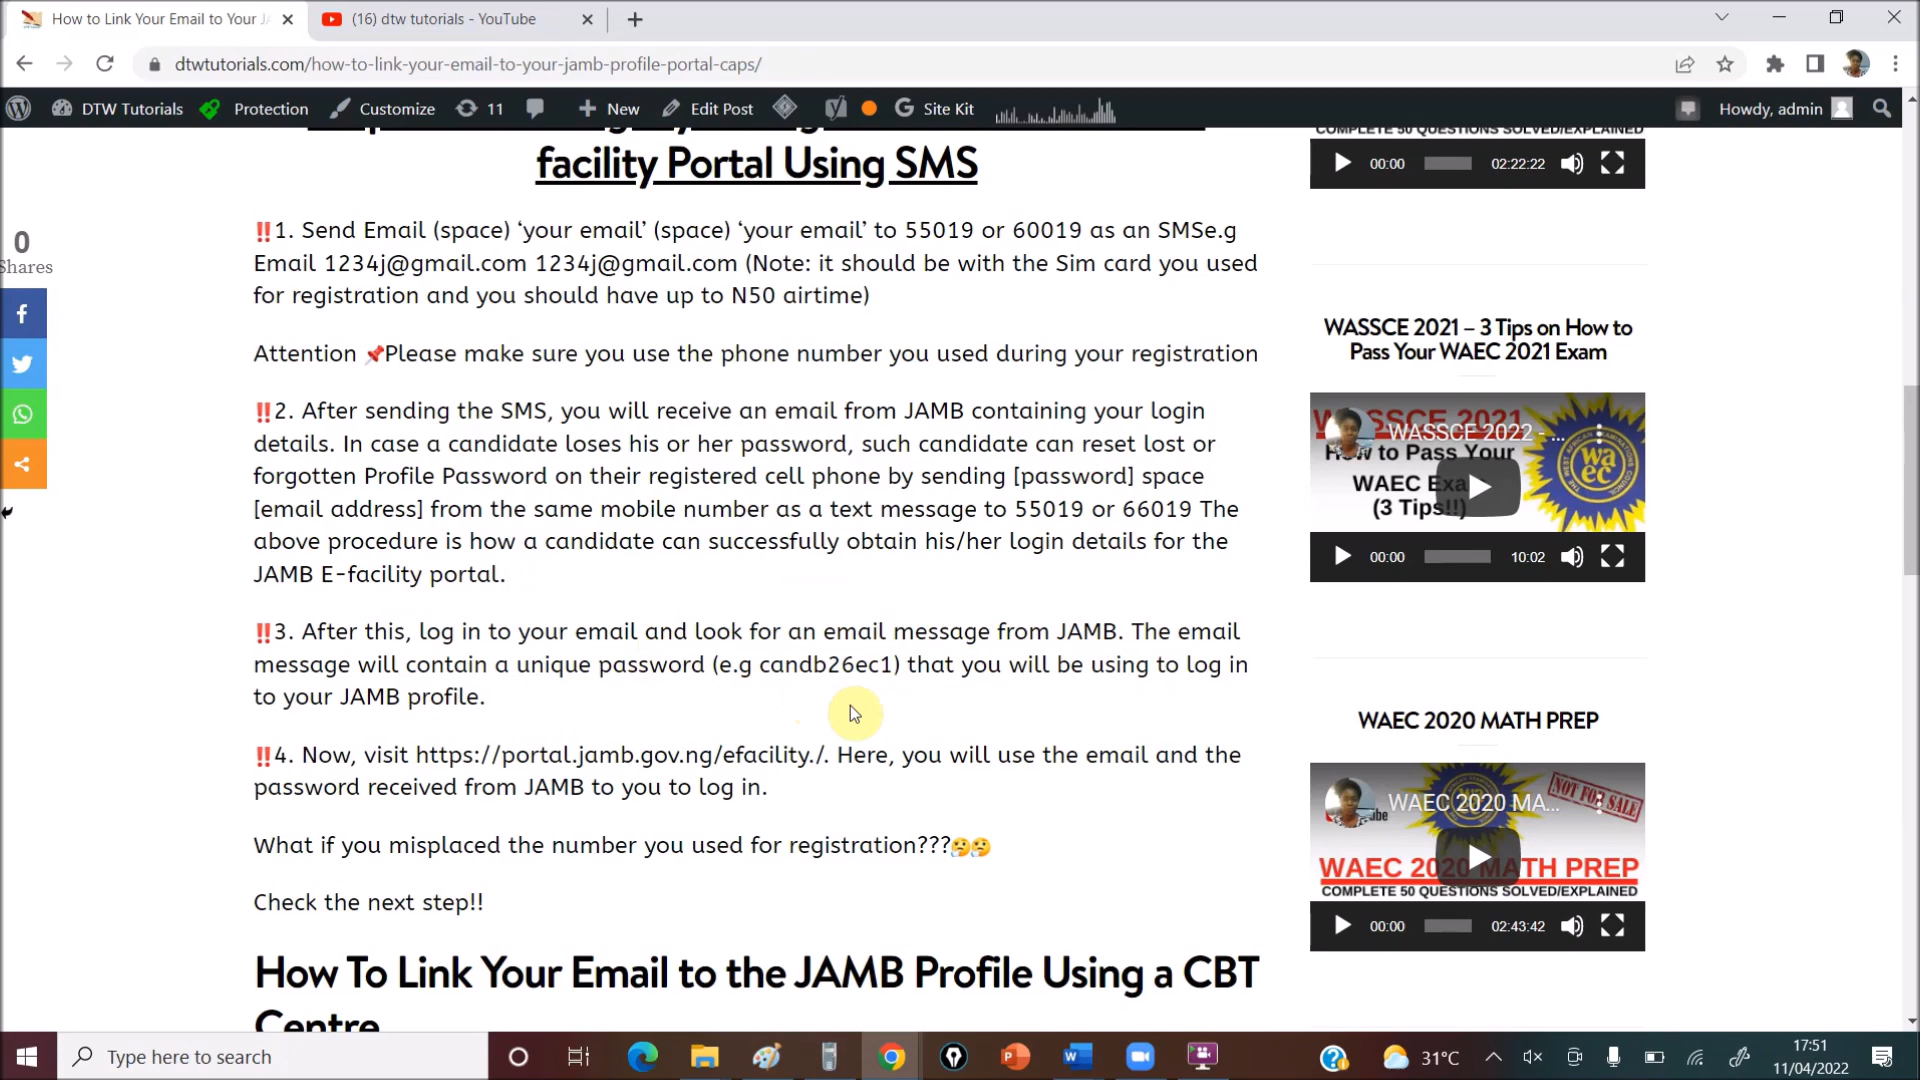 How to Link Your Email to Your JA
(16) dtw tutorials - YouTube
dtwtutorials.com/how-to-link-your-email-to-your-jamb-profile-portal-caps/
DTW Tutorials
Protection
Customize
11
New
Edit Post
Site Kit
Howdy, admin
facility Portal Using SMS
‼1. Send Email (space) ‘your email’ (space) ‘your email’ to 55019 or 60019 as an SMSe.g
Email 1234j@gmail.com 1234j@gmail.com (Note: it should be with the Sim card you used
for registration and you should have up to N50 airtime)
Attention 📌Please make sure you use the phone number you used during your registration
‼2. After sending the SMS, you will receive an email from JAMB containing your login
details. In case a candidate loses his or her password, such candidate can reset lost or
forgotten Profile Password on their registered cell phone by sending [password] space
[email address] from the same mobile number as a text message to 55019 or 66019 The
above procedure is how a candidate can successfully obtain his/her login details for the
JAMB E-facility portal.
‼3. After this, log in to your email and look for an email message from JAMB. The email
message will contain a unique password (e.g candb26ec1) that you will be using to log in
to your JAMB profile.
‼4. Now, visit https://portal.jamb.gov.ng/efacility./. Here, you will use the email and the
password received from JAMB to you to log in.
What if you misplaced the number you used for registration???🤔🤔
Check the next step!!
How To Link Your Email to the JAMB Profile Using a CBT
Centre
0
Shares
COMPLETE 50 QUESTIONS SOLVED/EXPLAINED
00:00
02:22:22
WASSCE 2021 – 3 Tips on How to
Pass Your WAEC 2021 Exam
WASSCE 2021
WASSCE 2022 - ...
How to Pass Your
WAEC Exa
(3 Tips!!)
waec
00:00
10:02
WAEC 2020 MATH PREP
WAEC 2020 MA...
NOT FOR SALE
WAEC 2020 MATH PREP
COMPLETE 50 QUESTIONS SOLVED/EXPLAINED
00:00
02:43:42
Type here to search
31°C
17:51
11/04/2022